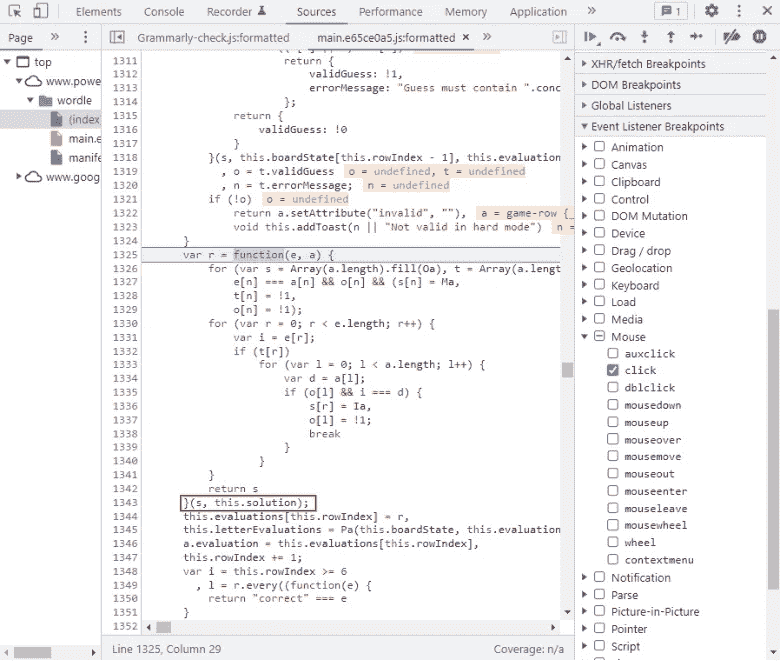 Elements Console Recorder Sources Performance Memory Application » 1
Page » Grammarly-check.js:formatted main.e65ce0a5.js:formatted × »
top
www.powe
wordle
(index
main.e
manife
www.goog
1311 return {
1312 validGuess: !1,
1313 errorMessage: "Guess must contain ".conc
1314 };
1315 return {
1316 validGuess: !0
1317 }
1318 }(s, this.boardState[this.rowIndex - 1], this.evaluation
1319 , o = t.validGuess o = undefined, t = undefined
1320 , n = t.errorMessage; n = undefined
1321 if (!o) o = undefined
1322 return a.setAttribute("invalid", ""), a = game-row {_
1323 void this.addToast(n || "Not valid in hard mode") n =
1324 }
1325 var r = function(e, a) {
1326 for (var s = Array(a.length).fill(Oa), t = Array(a.lengt
1327 e[n] === a[n] && o[n] && (s[n] = Ma,
1328 t[n] = !1,
1329 o[n] = !1);
1330 for (var r = 0; r < e.length; r++) {
1331 var i = e[r];
1332 if (t[r])
1333 for (var l = 0; l < a.length; l++) {
1334 var d = a[l];
1335 if (o[l] && i === d) {
1336 s[r] = Ia,
1337 o[l] = !1;
1338 break
1339 }
1340 }
1341 }
1342 return s
1343 }(s, this.solution);
1344 this.evaluations[this.rowIndex] = r,
1345 this.letterEvaluations = Pa(this.boardState, this.evaluation
1346 a.evaluation = this.evaluations[this.rowIndex],
1347 this.rowIndex += 1;
1348 var i = this.rowIndex >= 6
1349 , l = r.every((function(e) {
1350 return "correct" === e
1351 }
1352
Line 1325, Column 29 Coverage: n/a
XHR/fetch Breakpoints
DOM Breakpoints
Global Listeners
Event Listener Breakpoints
Animation
Canvas
Clipboard
Control
DOM Mutation
Device
Drag / drop
Geolocation
Keyboard
Load
Media
Mouse
auxclick
click
dblclick
mousedown
mouseup
mouseover
mousemove
mouseout
mouseenter
mouseleave
mousewheel
wheel
contextmenu
Notification
Parse
Picture-in-Picture
Pointer
Script